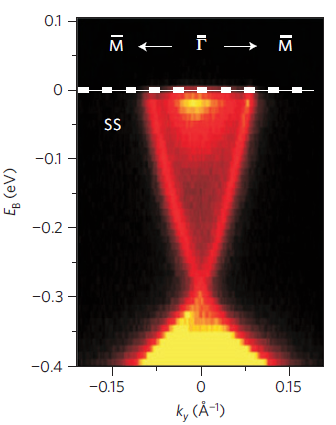 0.1
M̅ ← Γ̅ → M̅
0
SS
−0.1
E_B (eV)
−0.2
−0.3
−0.4
−0.15 0 0.15
k_y (Å⁻¹)